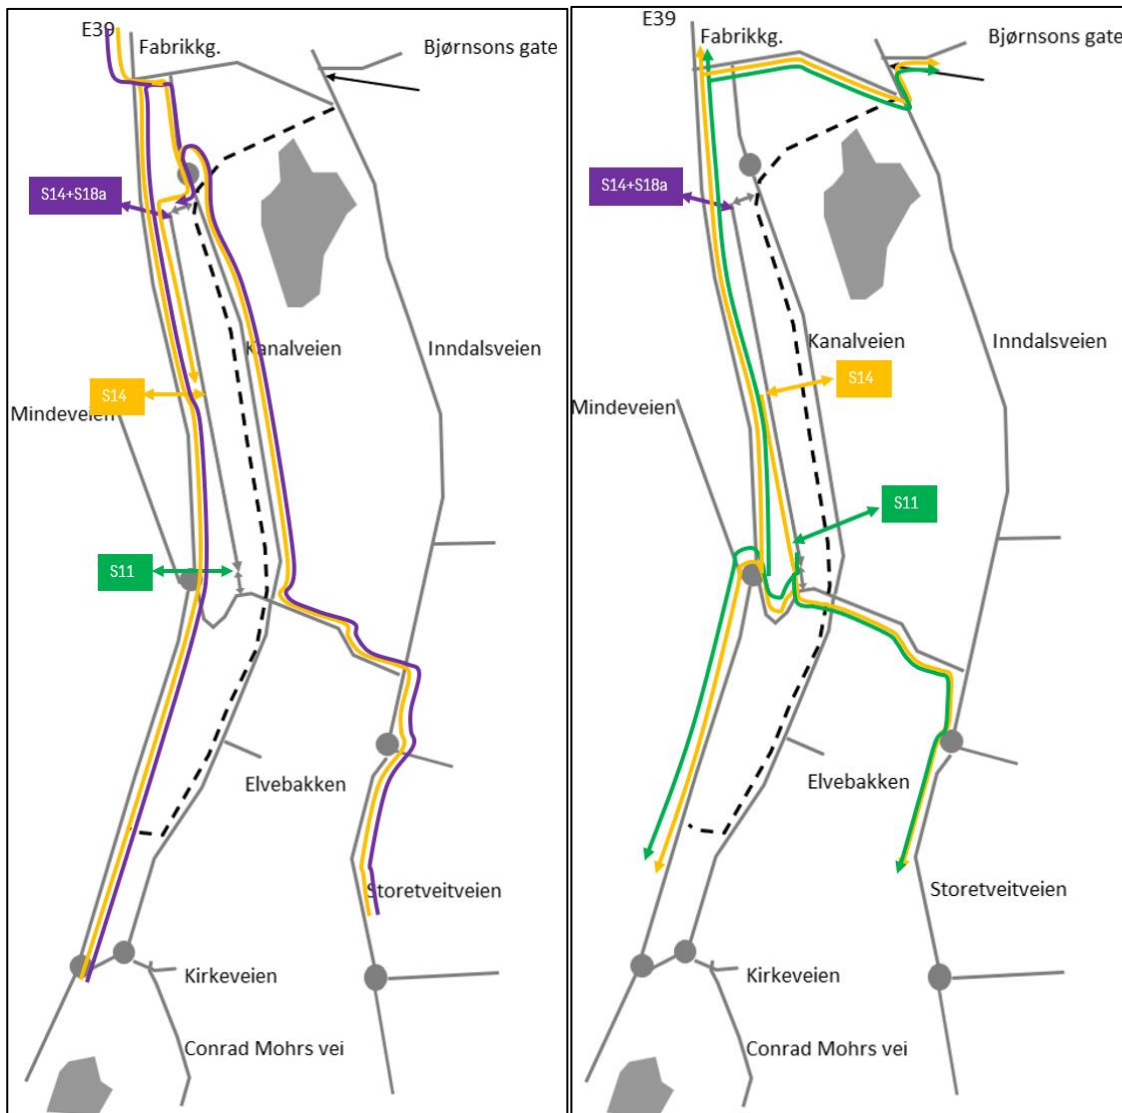 E39
Fabrikkg.
Bjørnsons gate
S14+S18a
Kanalveien
Inndalsveien
S14
Mindeveien
S11
Elvebakken
Storetveitveien
Kirkeveien
Conrad Mohrs vei
E39
Fabrikkg.
Bjørnsons gate
S14+S18a
Kanalveien
Inndalsveien
S14
Mindeveien
S11
Elvebakken
Storetveitveien
Kirkeveien
Conrad Mohrs vei